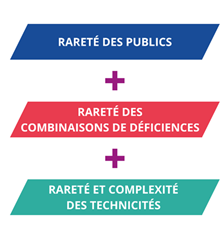 RARETÉ DES PUBLICS
+
RARETÉ DES
COMBINAISONS DE DÉFICIENCES
+
RARETÉ ET COMPLEXITÉ
DES TECHNICITÉS